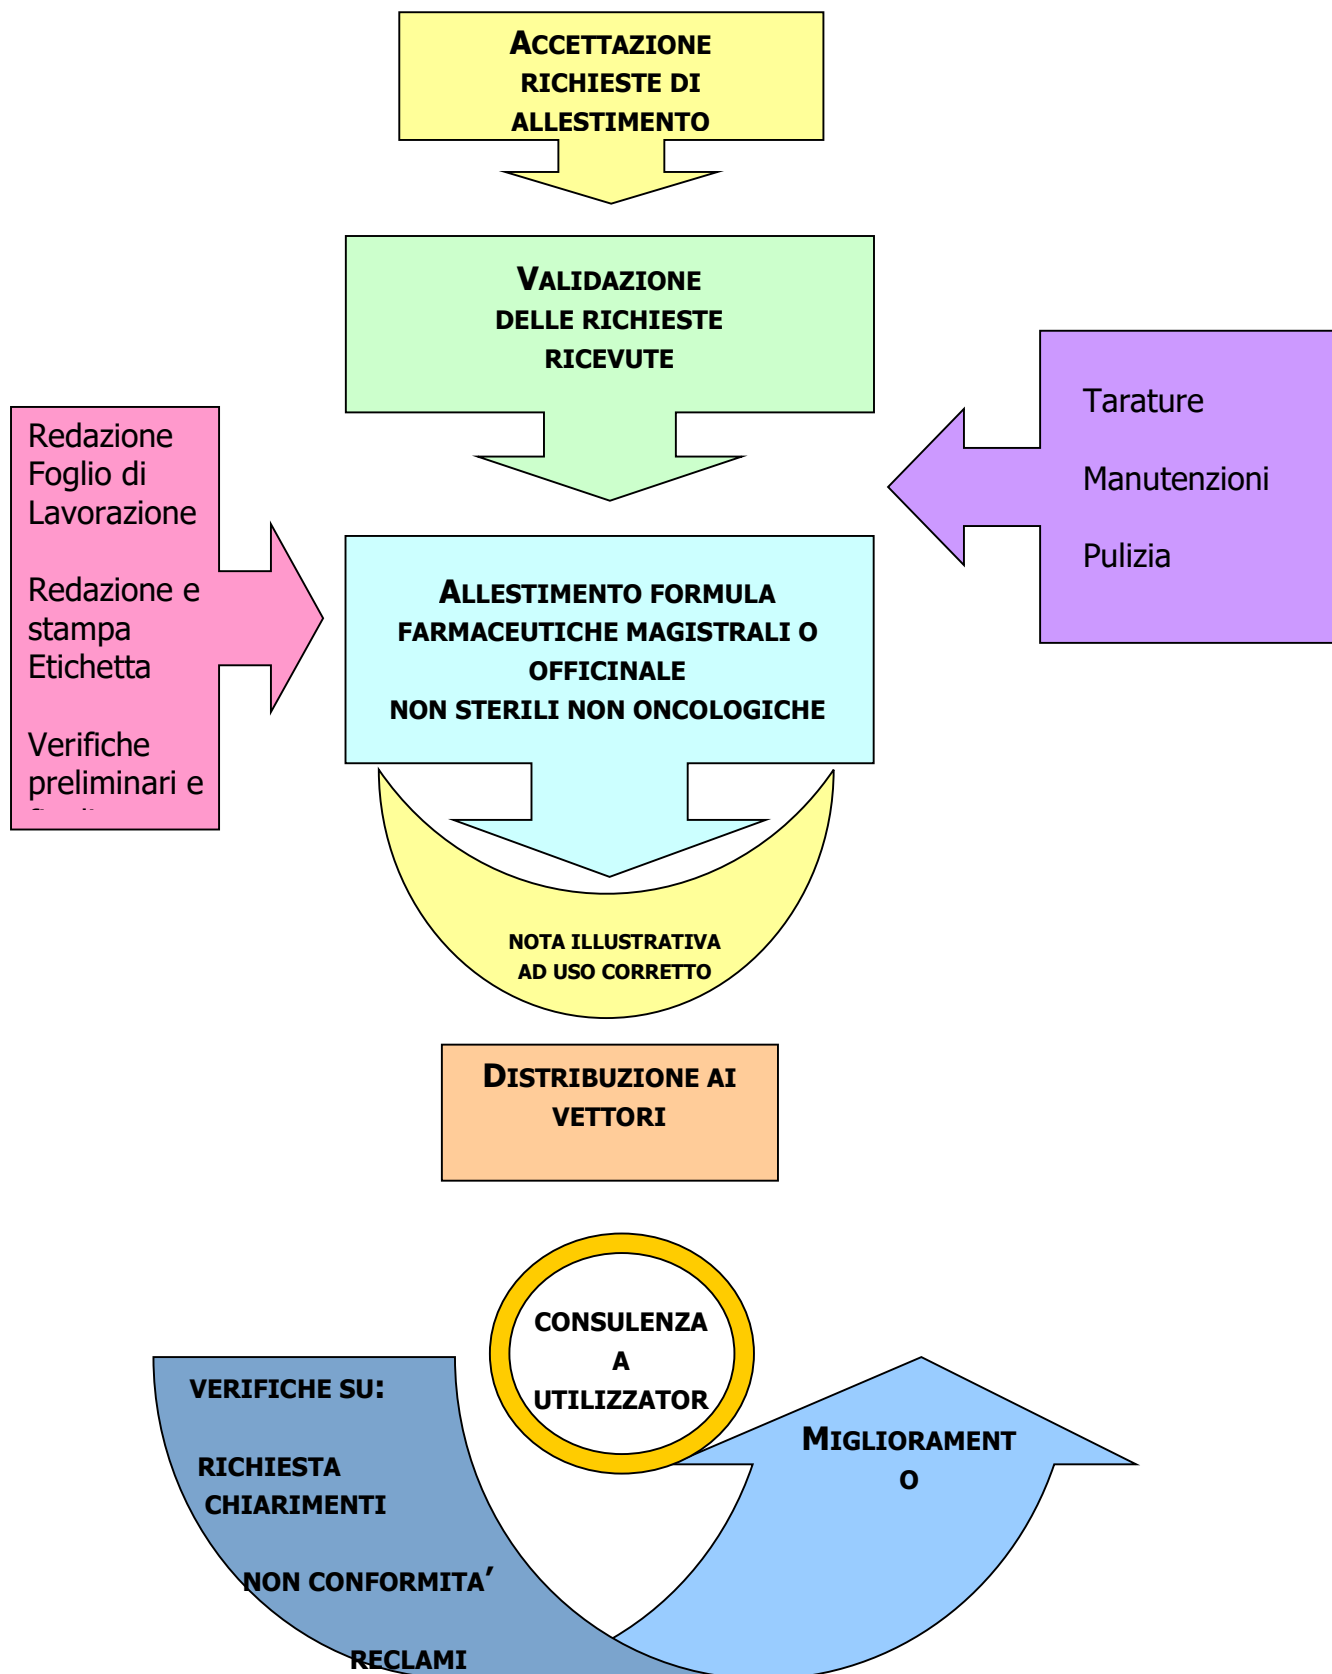 ACCETTAZIONE
RICHIESTE DI
ALLESTIMENTO
VALIDAZIONE
DELLE RICHIESTE
RICEVUTE
Tarature
Manutenzioni
Pulizia
Redazione
Foglio di
Lavorazione
Redazione e
stampa
Etichetta
Verifiche
preliminari e
ALLESTIMENTO FORMULA
FARMACEUTICHE MAGISTRALI O
OFFICINALE
NON STERILI NON ONCOLOGICHE
NOTA ILLUSTRATIVA
AD USO CORRETTO
DISTRIBUZIONE AI
VETTORI
CONSULENZA
A
UTILIZZATOR
VERIFICHE SU:
RICHIESTA
CHIARIMENTI
NON CONFORMITA’
RECLAMI
MIGLIORAMENT
O